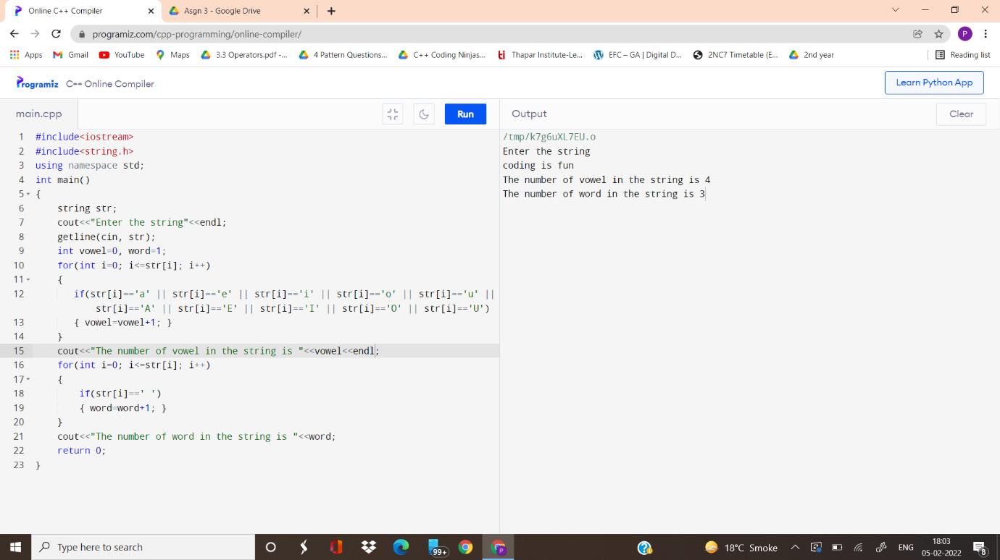 Online C++ Compiler
Asgn 3 - Google Drive
programiz.com/cpp-programming/online-compiler/
Apps
Gmail
YouTube
Maps
3.3 Operators.pdf -...
4 Pattern Questions...
C++ Coding Ninjas...
Thapar Institute-Le...
EFC – GA | Digital D...
2NC7 Timetable (E...
2nd year
Reading list
Programiz C++ Online Compiler
Learn Python App
main.cpp
Run
Output
Clear
1 #include<iostream>
2 #include<string.h>
3 using namespace std;
4 int main()
5 {
6 string str;
7 cout<<"Enter the string"<<endl;
8 getline(cin, str);
9 int vowel=0, word=1;
10 for(int i=0; i<=str[i]; i++)
11 {
12 if(str[i]=='a' || str[i]=='e' || str[i]=='i' || str[i]=='o' || str[i]=='u' ||
str[i]=='A' || str[i]=='E' || str[i]=='I' || str[i]=='O' || str[i]=='U')
13 { vowel=vowel+1; }
14 }
15 cout<<"The number of vowel in the string is "<<vowel<<endl;
16 for(int i=0; i<=str[i]; i++)
17 {
18 if(str[i]==' ')
19 { word=word+1; }
20 }
21 cout<<"The number of word in the string is "<<word;
22 return 0;
23 }
/tmp/k7g6uXL7EU.o
Enter the string
coding is fun
The number of vowel in the string is 4
The number of word in the string is 3
Type here to search
99+
P
18°C Smoke
ENG
18:03
05-02-2022
8